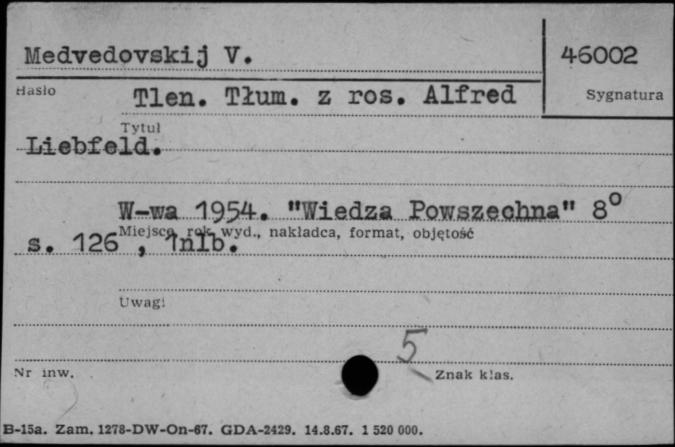 Medvedovskij V.
46002
Hasło
Sygnatura
Tlen. Tłum. z ros. Alfred
Tytuł
Liebfeld.
W-wa 1954. "Wiedza Powszechna" 8°
Miejsce, rok wyd., nakładca, format, objętość
s. 126 , 1nlb.
Uwagi
5
Nr inw.
Znak klas.
B-15a. Zam. 1278-DW-On-67. GDA-2429. 14.8.67. 1 520 000.